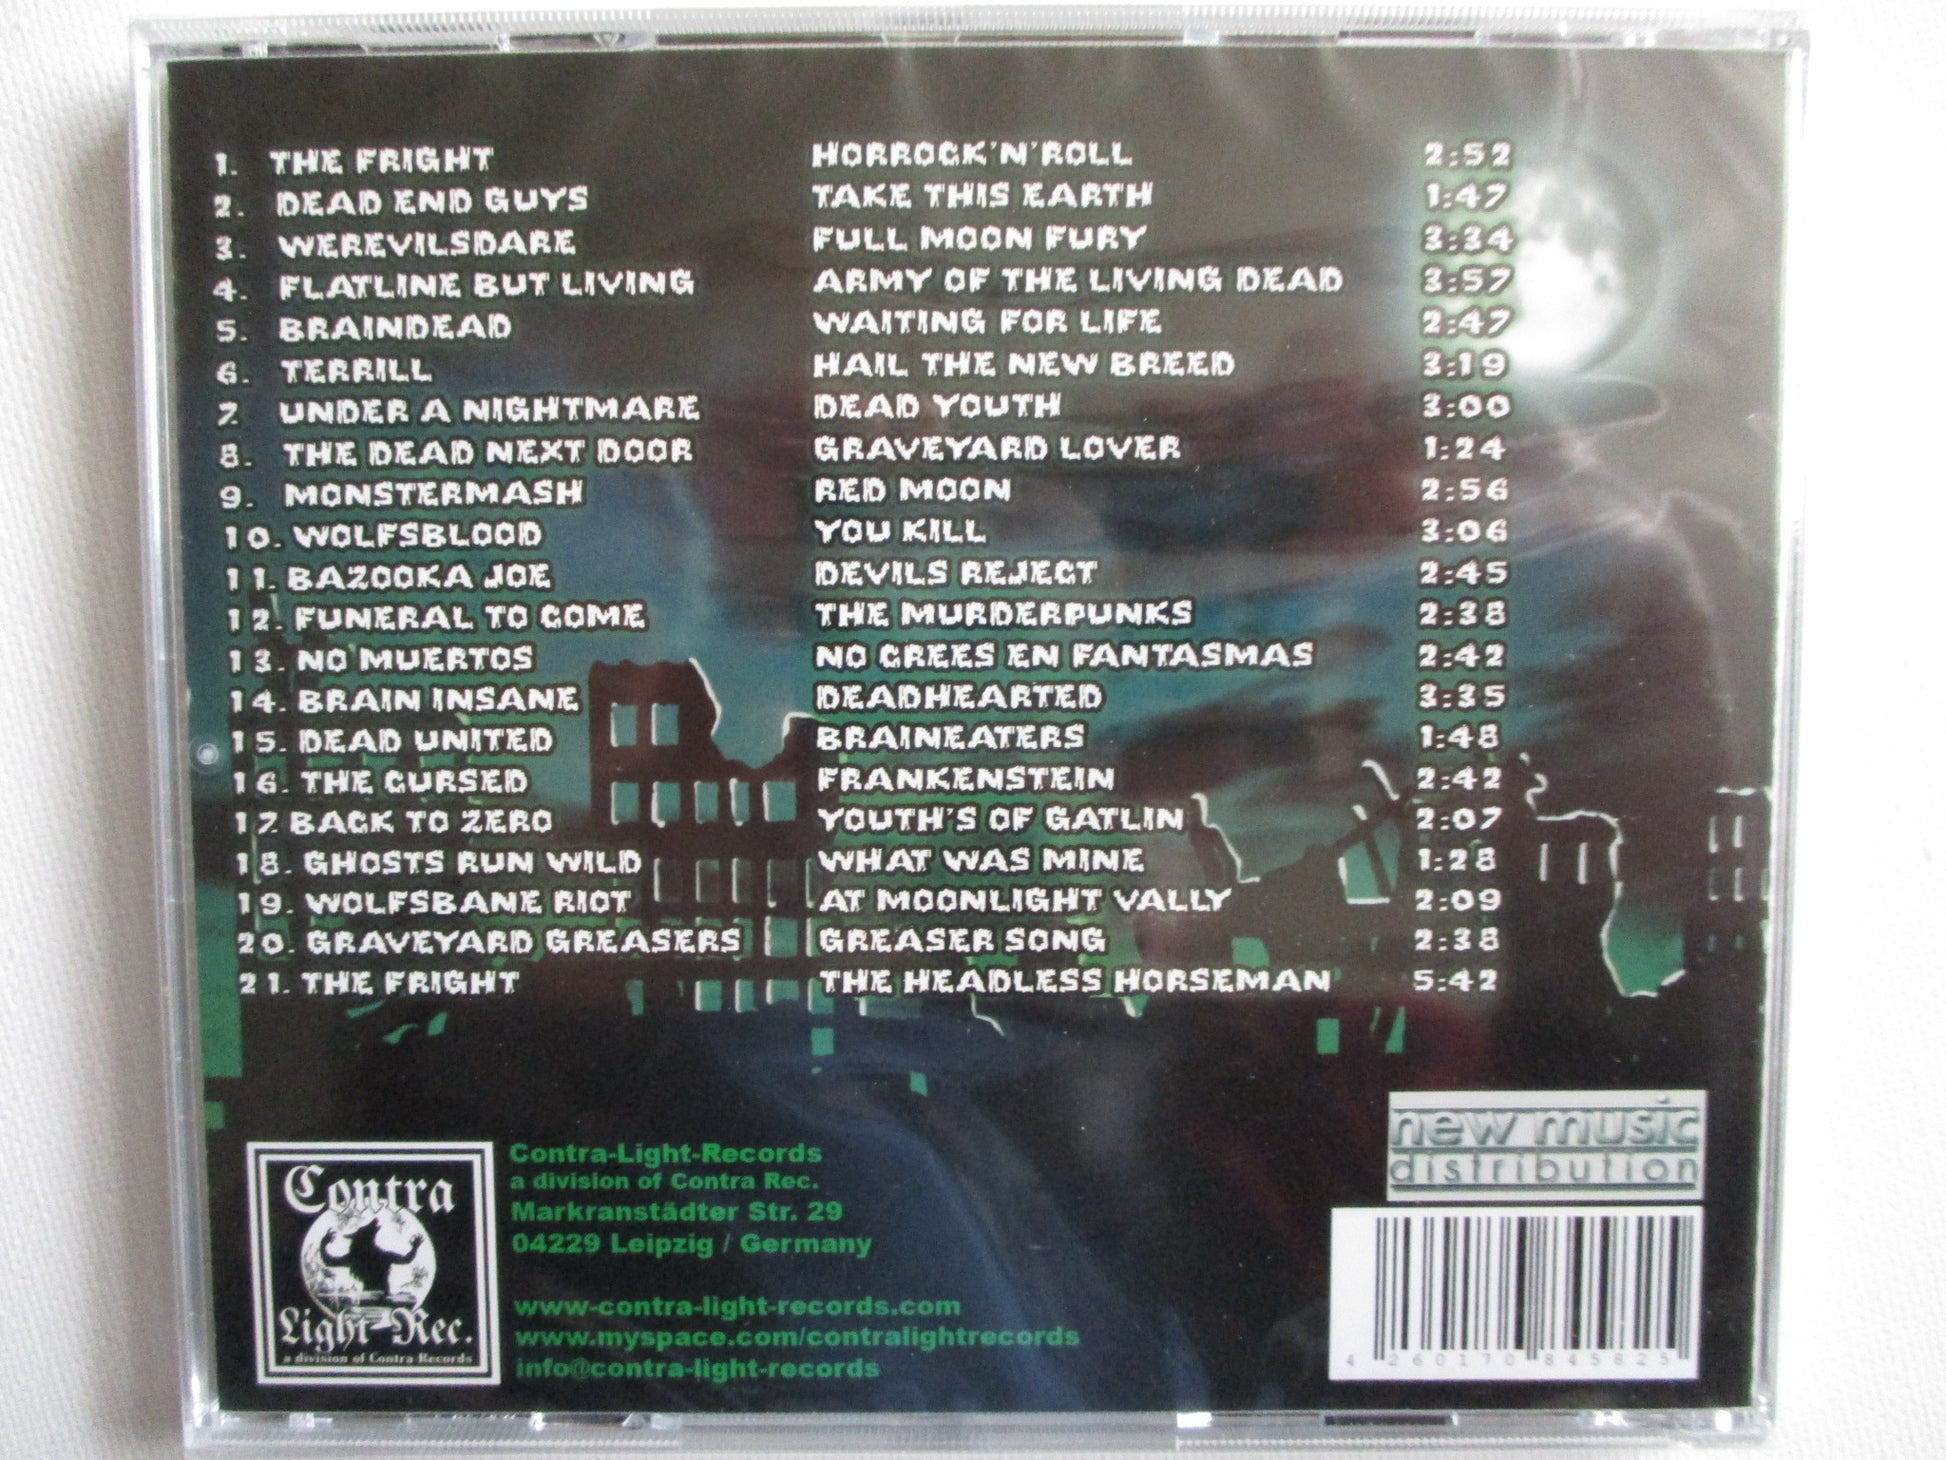 1. THE FRIGHT HORROCK'N'ROLL 2:52
2. DEAD END GUYS TAKE THIS EARTH 1:47
3. WEREVILSDARE FULL MOON FURY 3:34
4. FLATLINE BUT LIVING ARMY OF THE LIVING DEAD 3:57
5. BRAINDEAD WAITING FOR LIFE 2:47
6. TERRILL HAIL THE NEW BREED 3:19
7. UNDER A NIGHTMARE DEAD YOUTH 3:00
8. THE DEAD NEXT DOOR GRAVEYARD LOVER 1:24
9. MONSTERMASH RED MOON 2:56
10. WOLFSBLOOD YOU KILL 3:06
11. BAZOOKA JOE DEVILS REJECT 2:45
12. FUNERAL TO COME THE MURDERPUNKS 2:38
13. NO MUERTOS NO CREES EN FANTASMAS 2:42
14. BRAIN INSANE DEADHEARTED 3:35
15. DEAD UNITED BRAINEATERS 1:48
16. THE CURSED FRANKENSTEIN 2:42
17. BACK TO ZERO YOUTH'S OF GATLIN 2:07
18. GHOSTS RUN WILD WHAT WAS MINE 1:28
19. WOLFSBANE RIOT AT MOONLIGHT VALLY 2:09
20. GRAVEYARD GREASERS GREASER SONG 2:38
21. THE FRIGHT THE HEADLESS HORSEMAN 5:42
Contra
Light Rec.
a division of Contra-Records
Contra-Light-Records
a division of Contra Rec.
Markranstädter Str. 29
04229 Leipzig / Germany
www-contra-light-records.com
www.myspace.com/contralightrecords
info@contra-light-records
new music
distribution
4 260170 845825